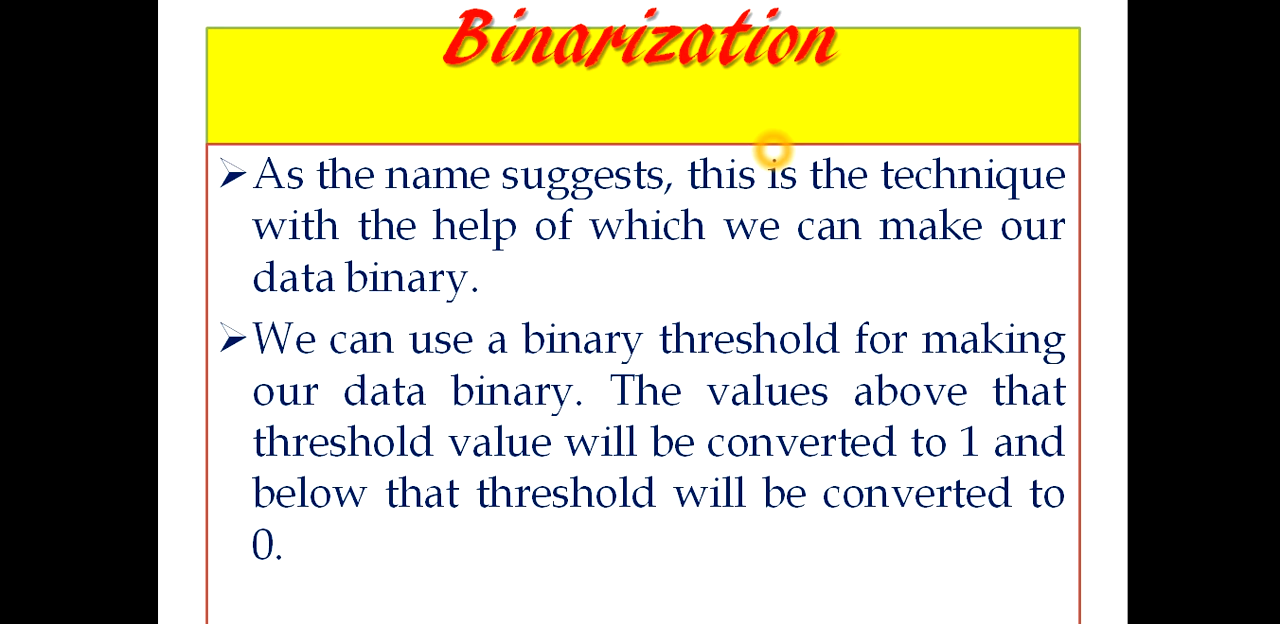 Binarization
➢As the name suggests, this is the technique
with the help of which we can make our
data binary.
➢We can use a binary threshold for making
our data binary. The values above that
threshold value will be converted to 1 and
below that threshold will be converted to
0.